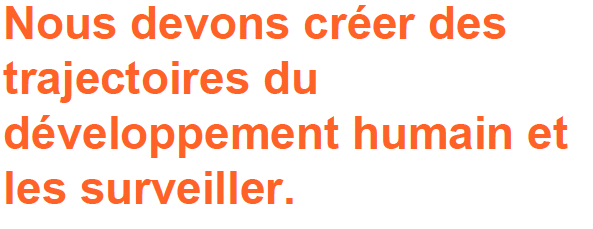 Nous devons créer des
trajectoires du
développement humain et
les surveiller.